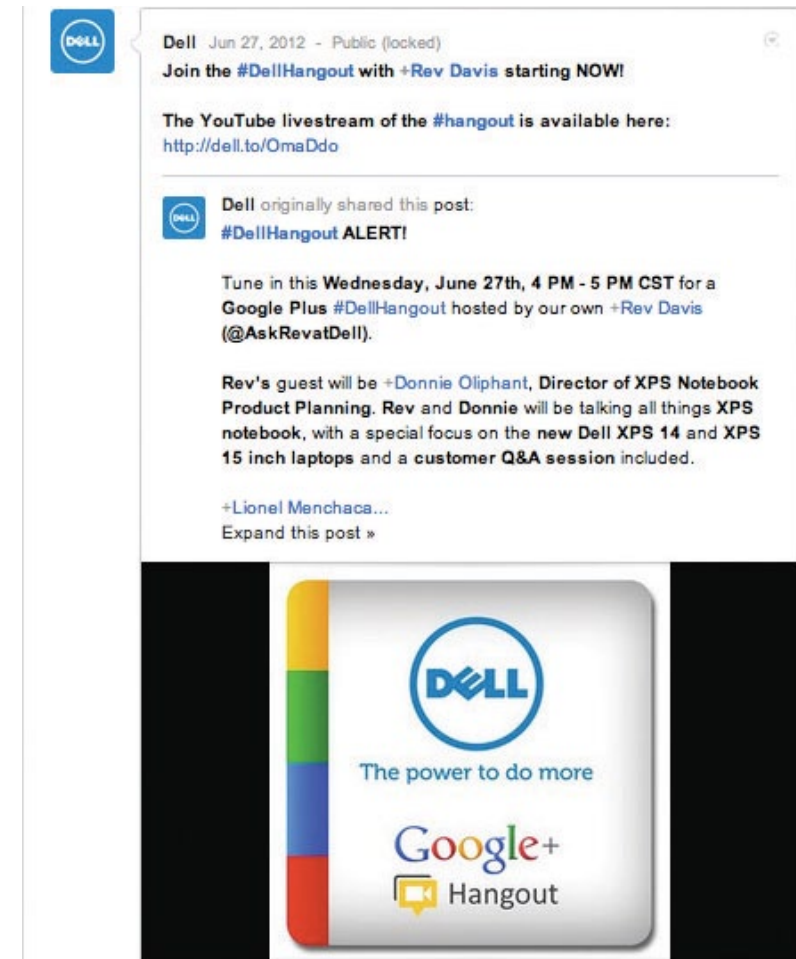 DELL
Dell Jun 27, 2012 - Public (locked)
Join the #DellHangout with +Rev Davis starting NOW!
The YouTube livestream of the #hangout is available here:
http://dell.to/OmaDdo
DELL
Dell originally shared this post:
#DellHangout ALERT!
Tune in this Wednesday, June 27th, 4 PM - 5 PM CST for a
Google Plus #DellHangout hosted by our own +Rev Davis
(@AskRevatDell).
Rev's guest will be +Donnie Oliphant, Director of XPS Notebook
Product Planning. Rev and Donnie will be talking all things XPS
notebook, with a special focus on the new Dell XPS 14 and XPS
15 inch laptops and a customer Q&A session included.
+Lionel Menchaca...
Expand this post »
DELL
The power to do more
Google+
Hangout